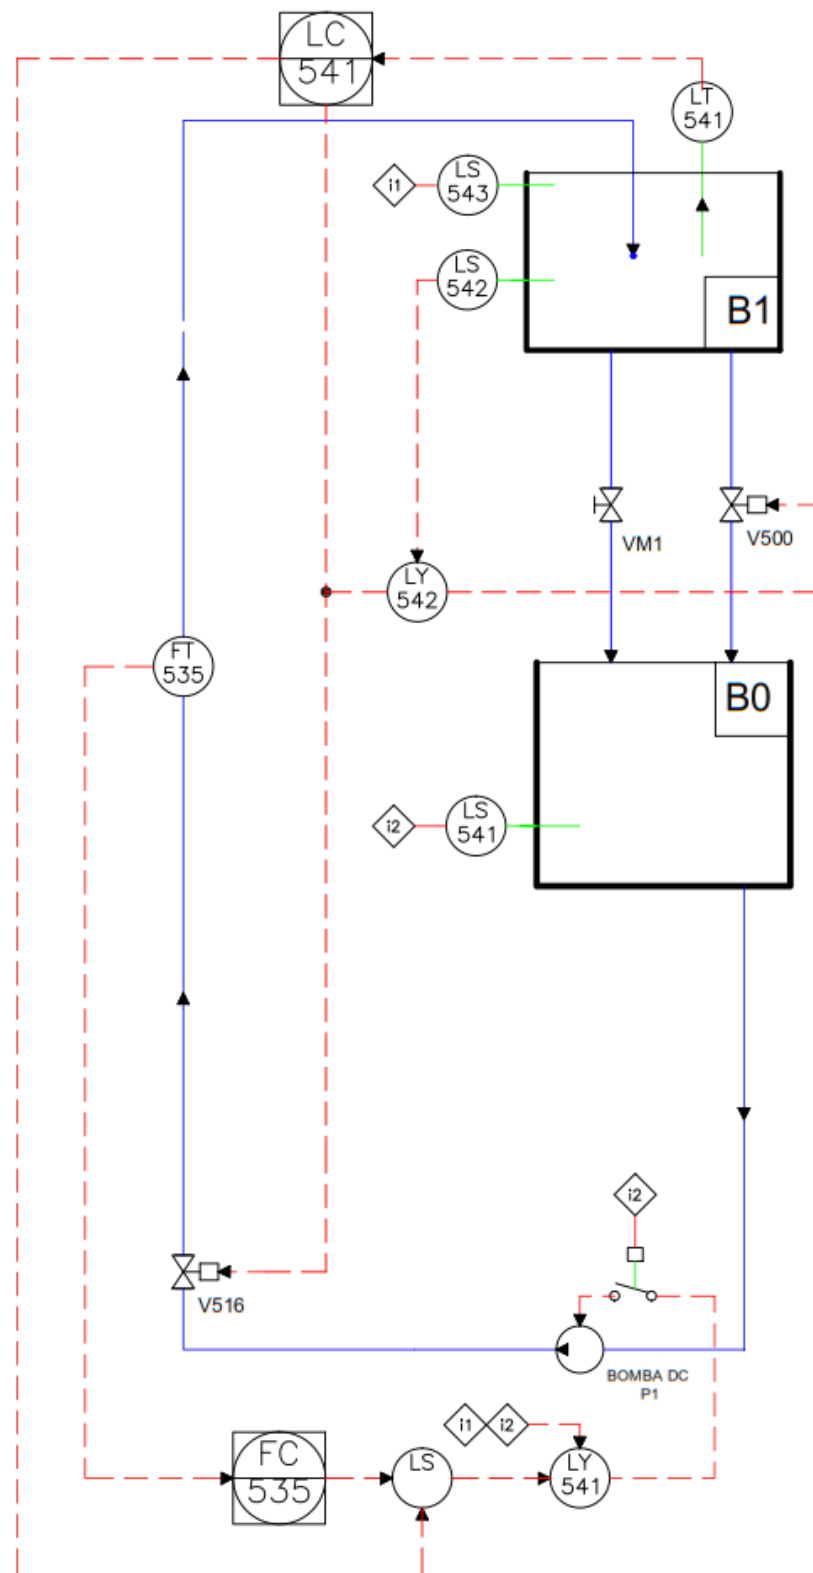 LC
541
LT
541
i1
LS
543
LS
542
B1
VM1
V500
LY
542
FT
535
B0
i2
LS
541
i2
V516
BOMBA DC
P1
i1
i2
FC
535
LS
LY
541